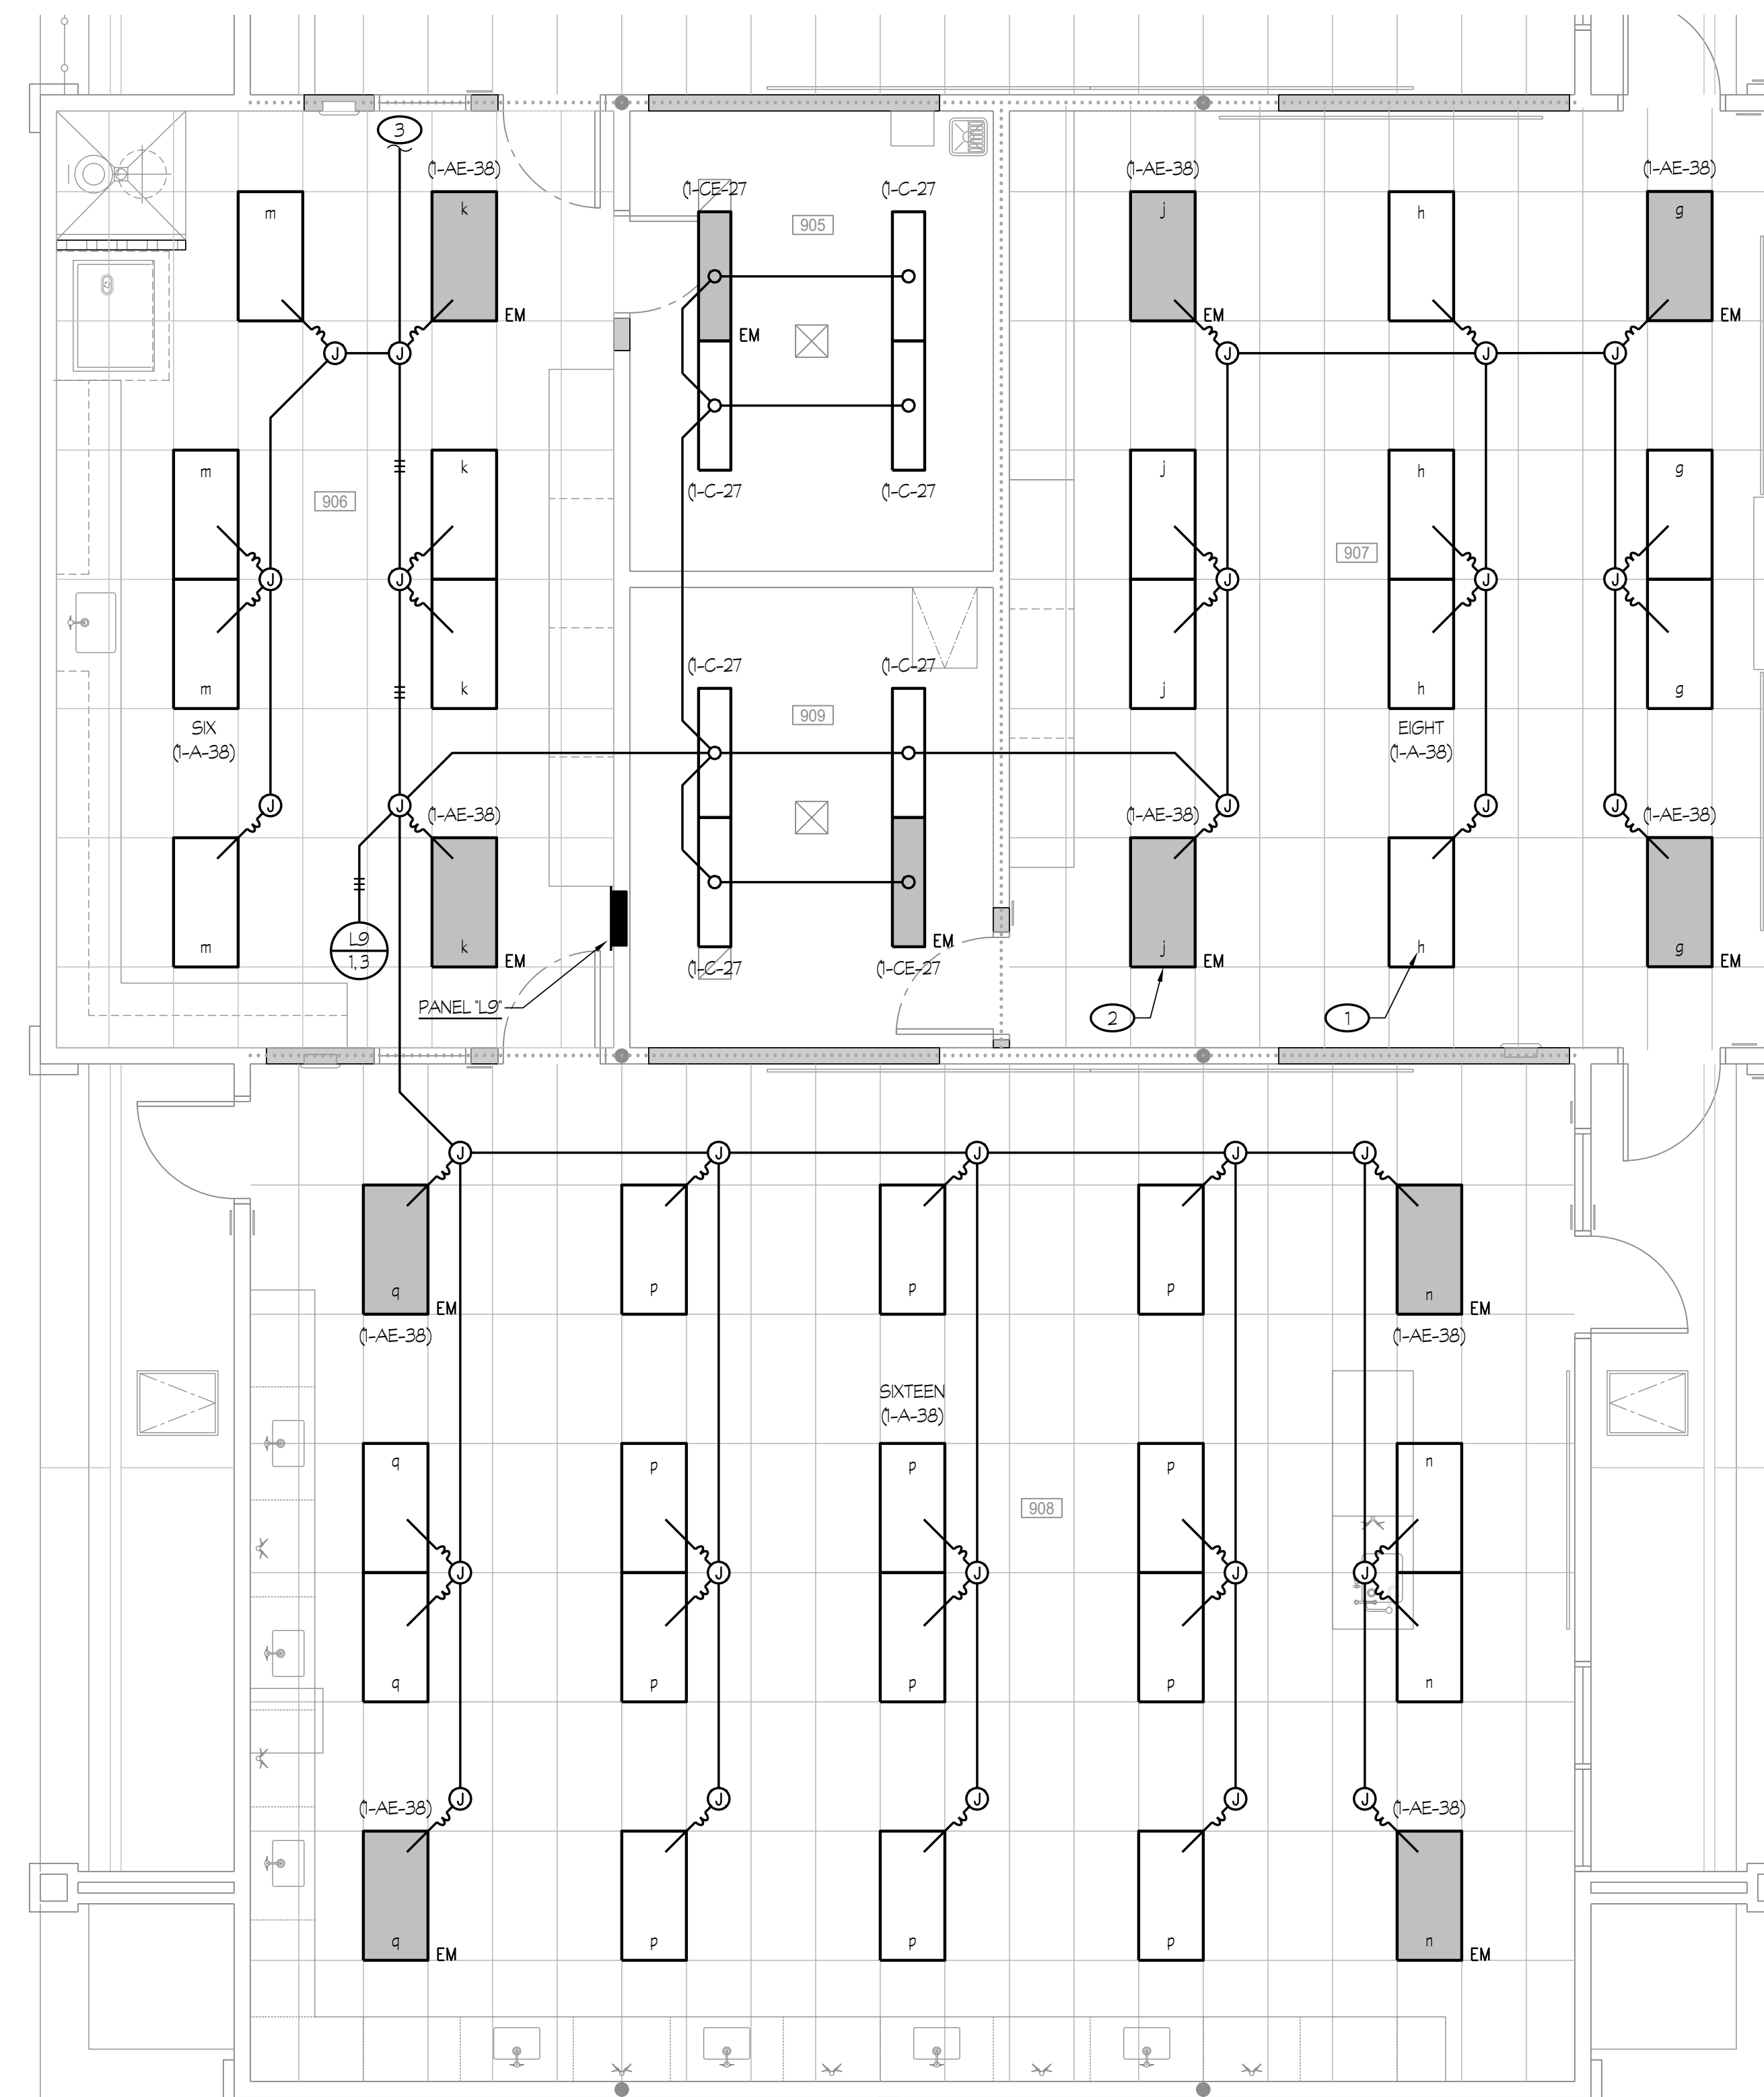 3
(1-AE-38)
(1-CE-27
(1-C-27
(1-AE-38)
(1-AE-38)
m
k
905
j
h
g
EM
EM
EM
EM
J
J
J
J
J
m
k
906
(1-C-27
(1-C-27
j
h
g
907
J
J
J
J
J
m
k
(1-C-27
(1-C-27
j
h
g
SIX
(1-A-38)
909
EIGHT
(1-A-38)
J
J
(1-AE-38)
(1-AE-38)
J
J
J
(1-AE-38)
L9
1,3
m
k
EM
(1-C-27
EM
(1-CE-27
j
EM
h
g
EM
PANEL "L9"
2
1
J
J
J
J
J
q
EM
p
p
p
n
EM
(1-AE-38)
(1-AE-38)
SIXTEEN
(1-A-38)
q
p
p
p
n
908
J
J
J
J
J
q
p
p
p
n
(1-AE-38)
J
J
J
J
J
(1-AE-38)
q
EM
p
p
p
n
EM